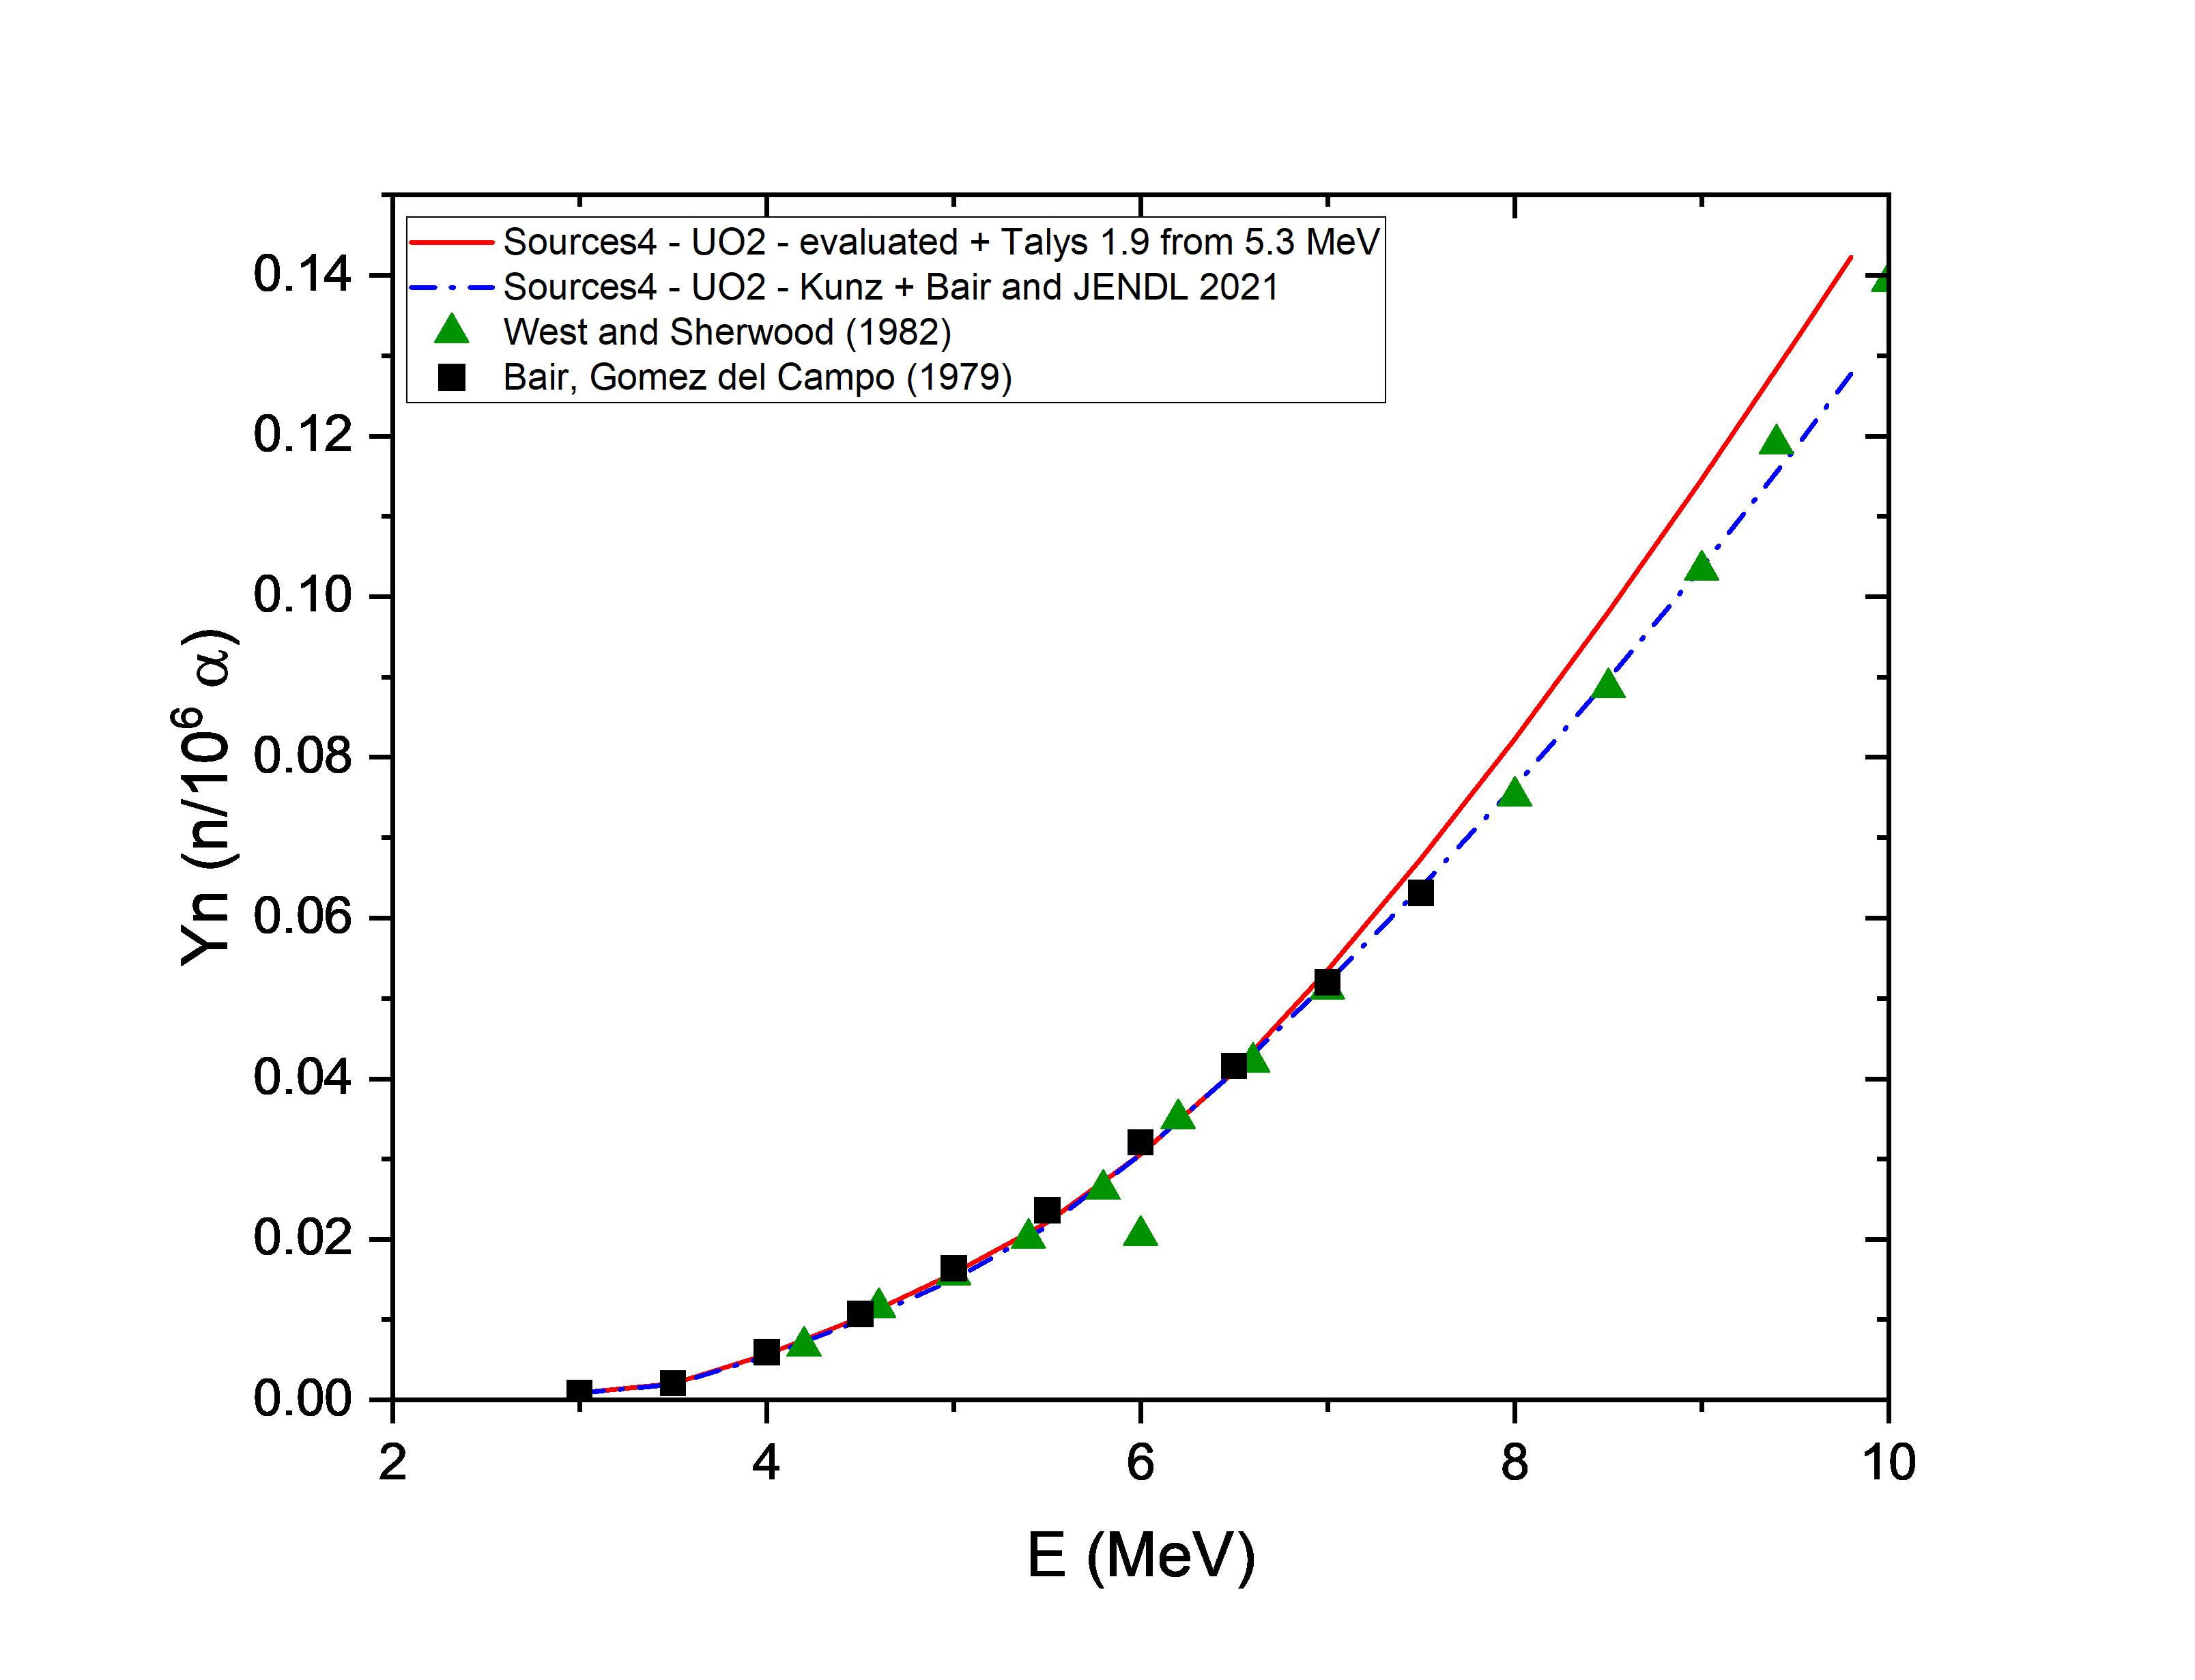 Sources4 - UO2 - evaluated + Talys 1.9 from 5.3 MeV
Sources4 - UO2 - Kunz + Bair and JENDL 2021
West and Sherwood (1982)
Bair, Gomez del Campo (1979)
0.14
0.12
0.10
0.08
0.06
0.04
0.02
0.00
Yn (n/10⁶ α)
2 4 6 8 10
E (MeV)